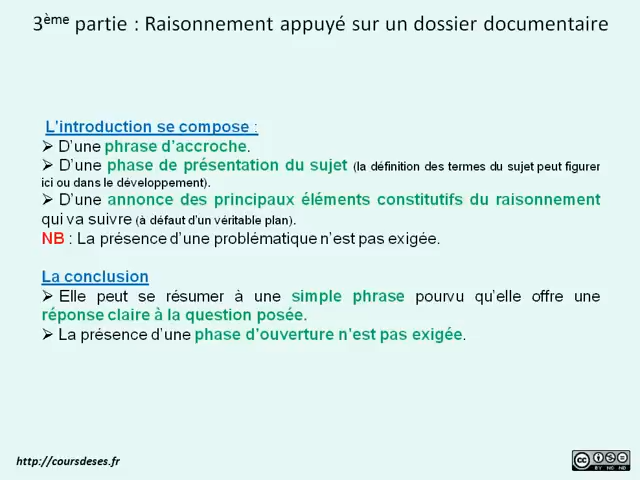 3ème partie : Raisonnement appuyé sur un dossier documentaire
L'introduction se compose :
➢ D'une phrase d'accroche.
➢ D'une phase de présentation du sujet (la définition des termes du sujet peut figurer
ici ou dans le développement).
➢ D'une annonce des principaux éléments constitutifs du raisonnement
qui va suivre (à défaut d'un véritable plan).
NB : La présence d'une problématique n'est pas exigée.
La conclusion
➢ Elle peut se résumer à une simple phrase pourvu qu'elle offre une
réponse claire à la question posée.
➢ La présence d'une phase d'ouverture n'est pas exigée.
http://coursdeses.fr
cc
BY NC ND